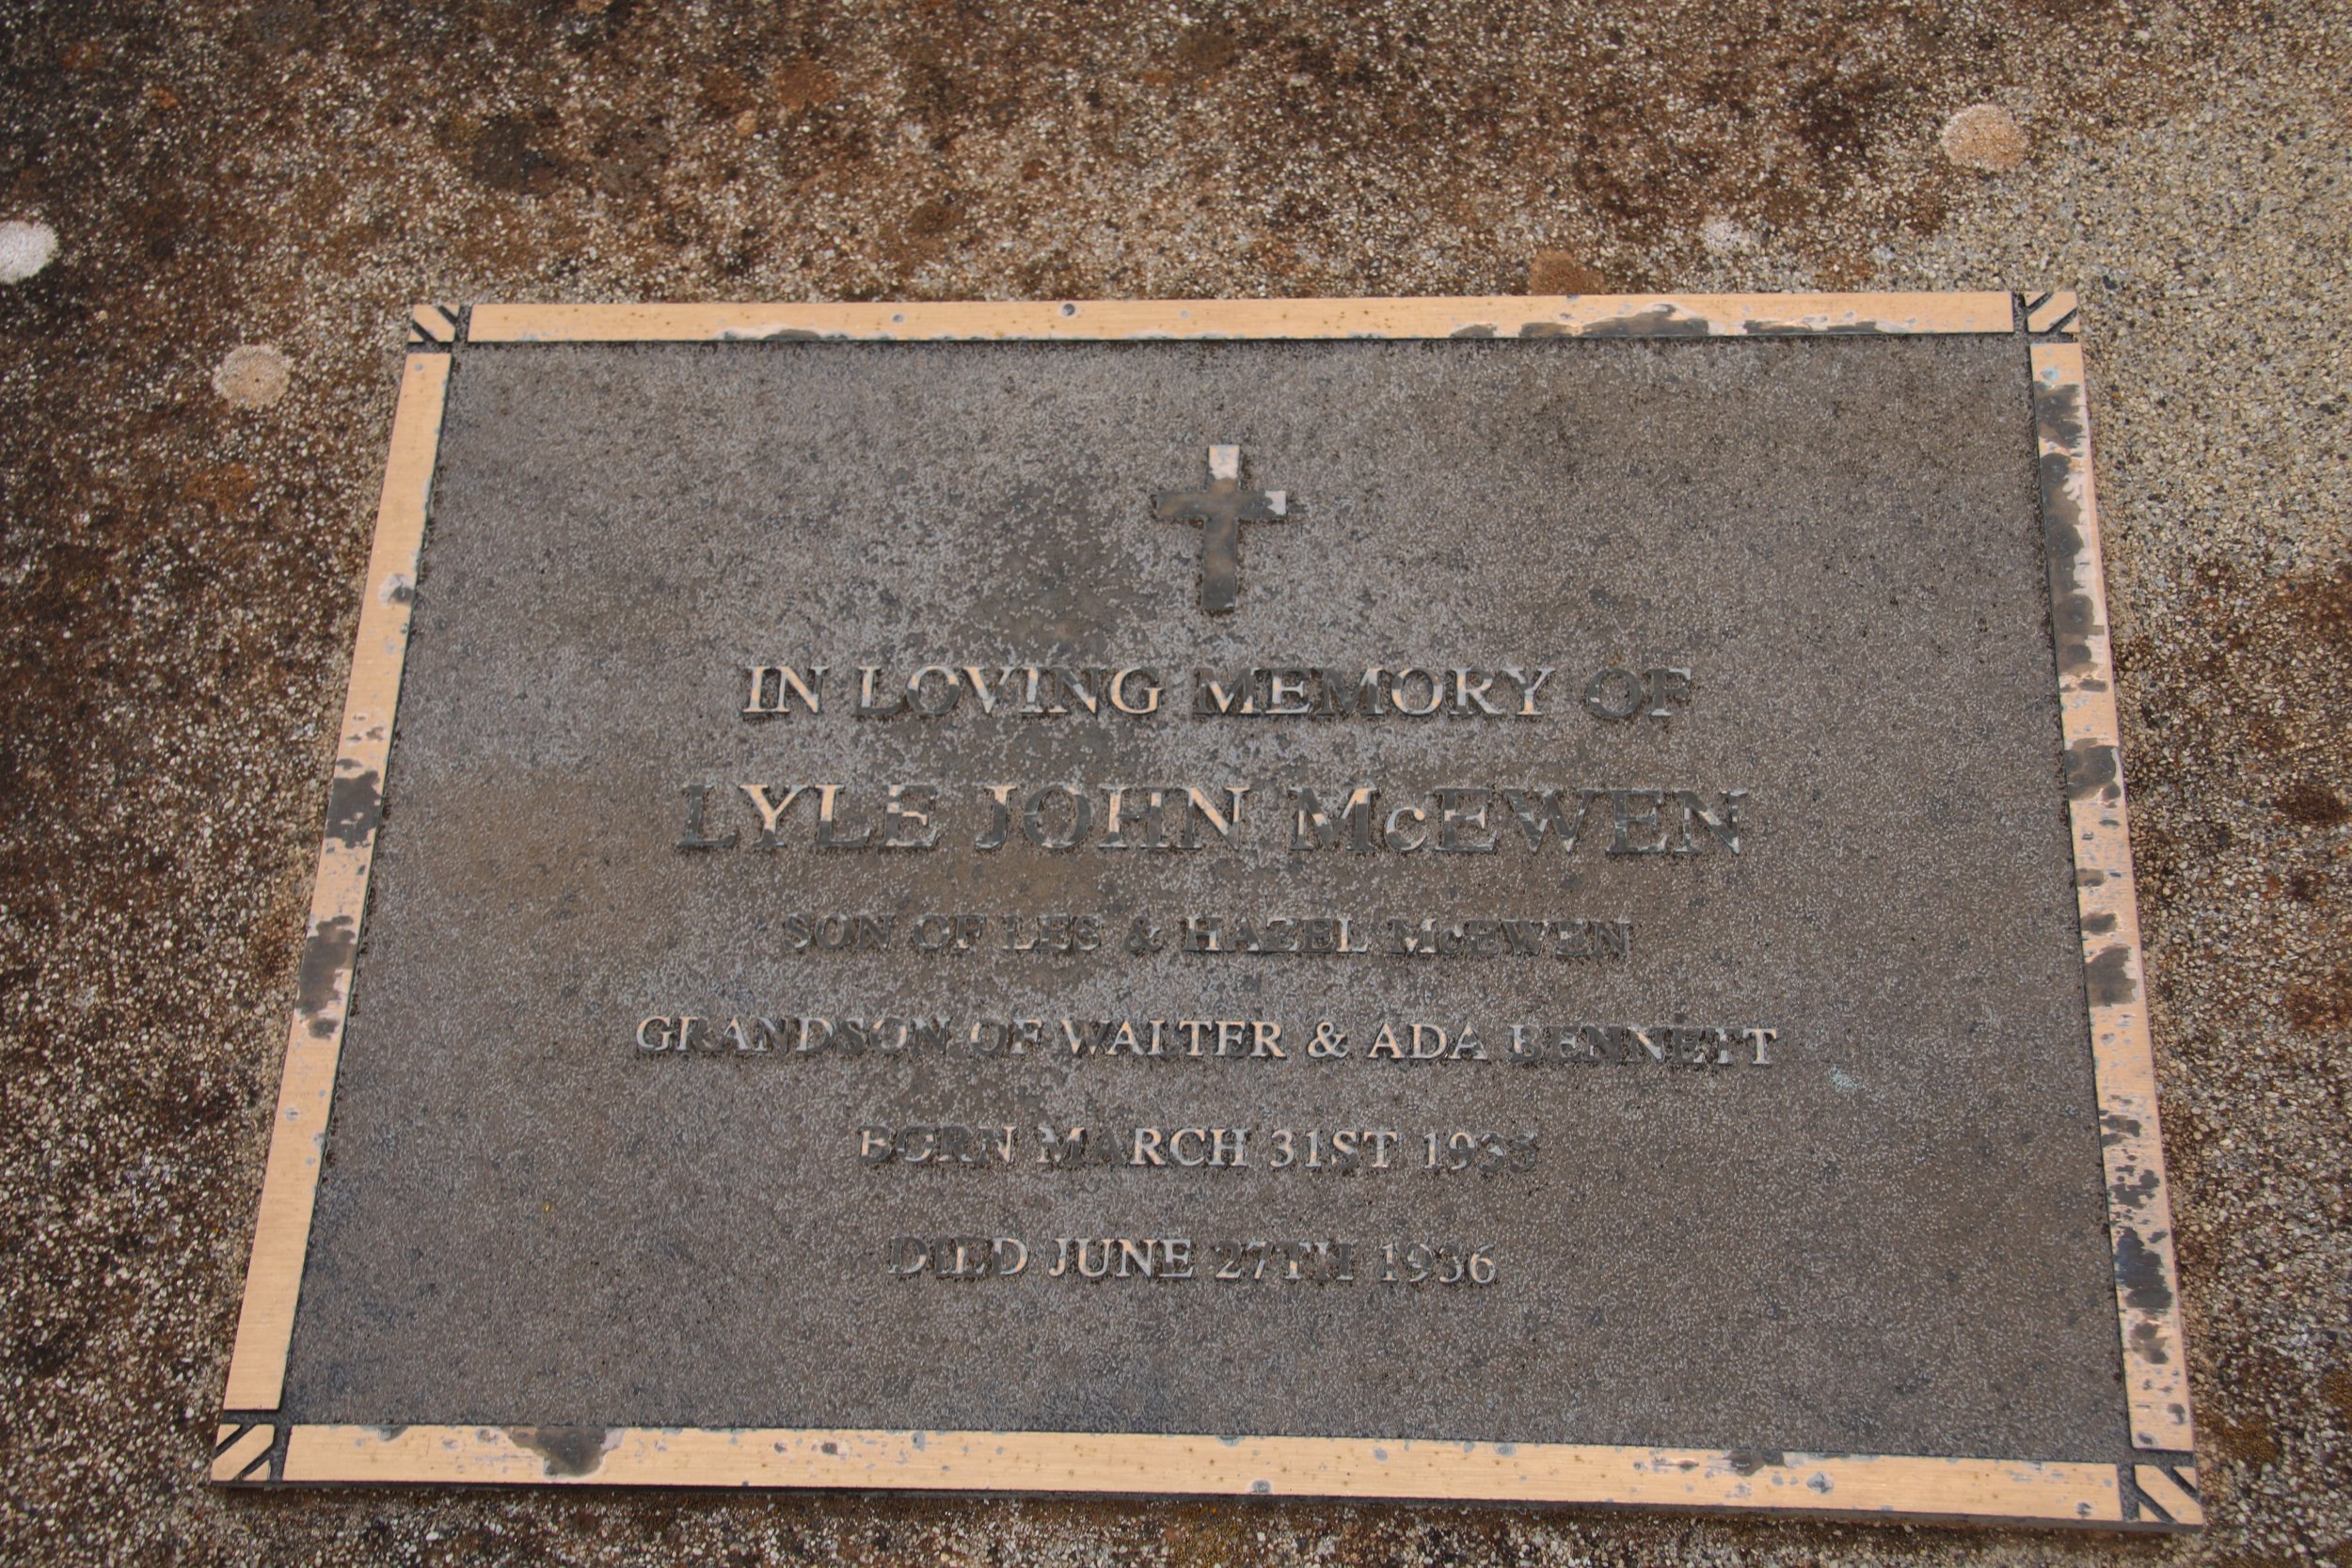 IN LOVING MEMORY OF
LYLE JOHN McEWEN
SON OF LES & HAZEL McEWEN
GRANDSON OF WALTER & ADA BENNETT
BORN MARCH 31ST
DIED JUNE 27TH 1936